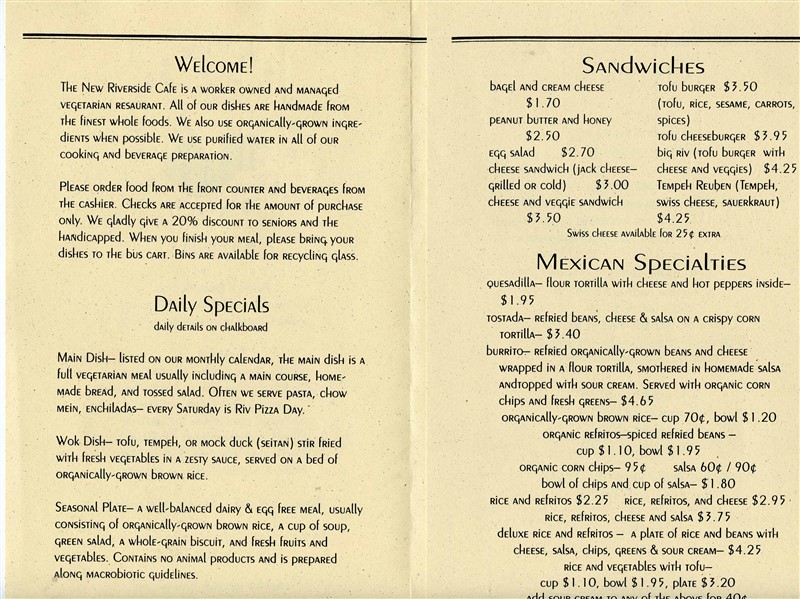 Welcome!
The New Riverside Cafe is a worker owned and managed
vegetarian resaurant. All of our dishes are handmade from
the finest whole foods. We also use organically-grown ingre-
dients when possible. We use purified water in all of our
cooking and beverage preparation.
Please order food from the front counter and beverages from
the cashier. Checks are accepted for the amount of purchase
only. We gladly give a 20% discount to seniors and the
handicapped. When you finish your meal, please bring your
dishes to the bus cart. Bins are available for recycling glass.
Daily Specials
daily details on chalkboard
Main Dish– listed on our monthly calendar, the main dish is a
full vegetarian meal usually including a main course, home-
made bread, and tossed salad. Often we serve pasta, chow
mein, enchiladas– every Saturday is Riv Pizza Day.
Wok Dish– tofu, tempeh, or mock duck (seitan) stir fried
with fresh vegetables in a zesty sauce, served on a bed of
organically-grown brown rice.
Seasonal Plate– a well-balanced dairy & egg free meal, usually
consisting of organically-grown brown rice, a cup of soup,
green salad, a whole-grain biscuit, and fresh fruits and
vegetables. Contains no animal products and is prepared
along macrobiotic guidelines.
Sandwiches
bagel and cream cheese
$1.70
peanut butter and honey
$2.50
egg salad $2.70
cheese sandwich (jack cheese–
grilled or cold) $3.00
cheese and veggie sandwich
$3.50
tofu burger $3.50
(tofu, rice, sesame, carrots,
spices)
tofu cheeseburger $3.95
big riv (tofu burger with
cheese and veggies) $4.25
Tempeh Reuben (Tempeh,
swiss cheese, sauerkraut)
$4.25
Swiss cheese available for 25¢ extra
Mexican Specialties
quesadilla– flour tortilla with cheese and hot peppers inside–
$1.95
tostada– refried beans, cheese & salsa on a crispy corn
tortilla– $3.40
burrito– refried organically-grown beans and cheese
wrapped in a flour tortilla, smothered in homemade salsa
andtopped with sour cream. Served with organic corn
chips and fresh greens– $4.65
organically-grown brown rice– cup 70¢, bowl $1.20
organic refritos–spiced refried beans –
cup $1.10, bowl $1.95
organic corn chips– 95¢ salsa 60¢ / 90¢
bowl of chips and cup of salsa– $1.80
rice and refritos $2.25 rice, refritos, and cheese $2.95
rice, refritos, cheese and salsa $3.75
deluxe rice and refritos – a plate of rice and beans with
cheese, salsa, chips, greens & sour cream– $4.25
rice and vegetables with tofu–
cup $1.10, bowl $1.95, plate $3.20
add sour cream to any of the above for 40¢